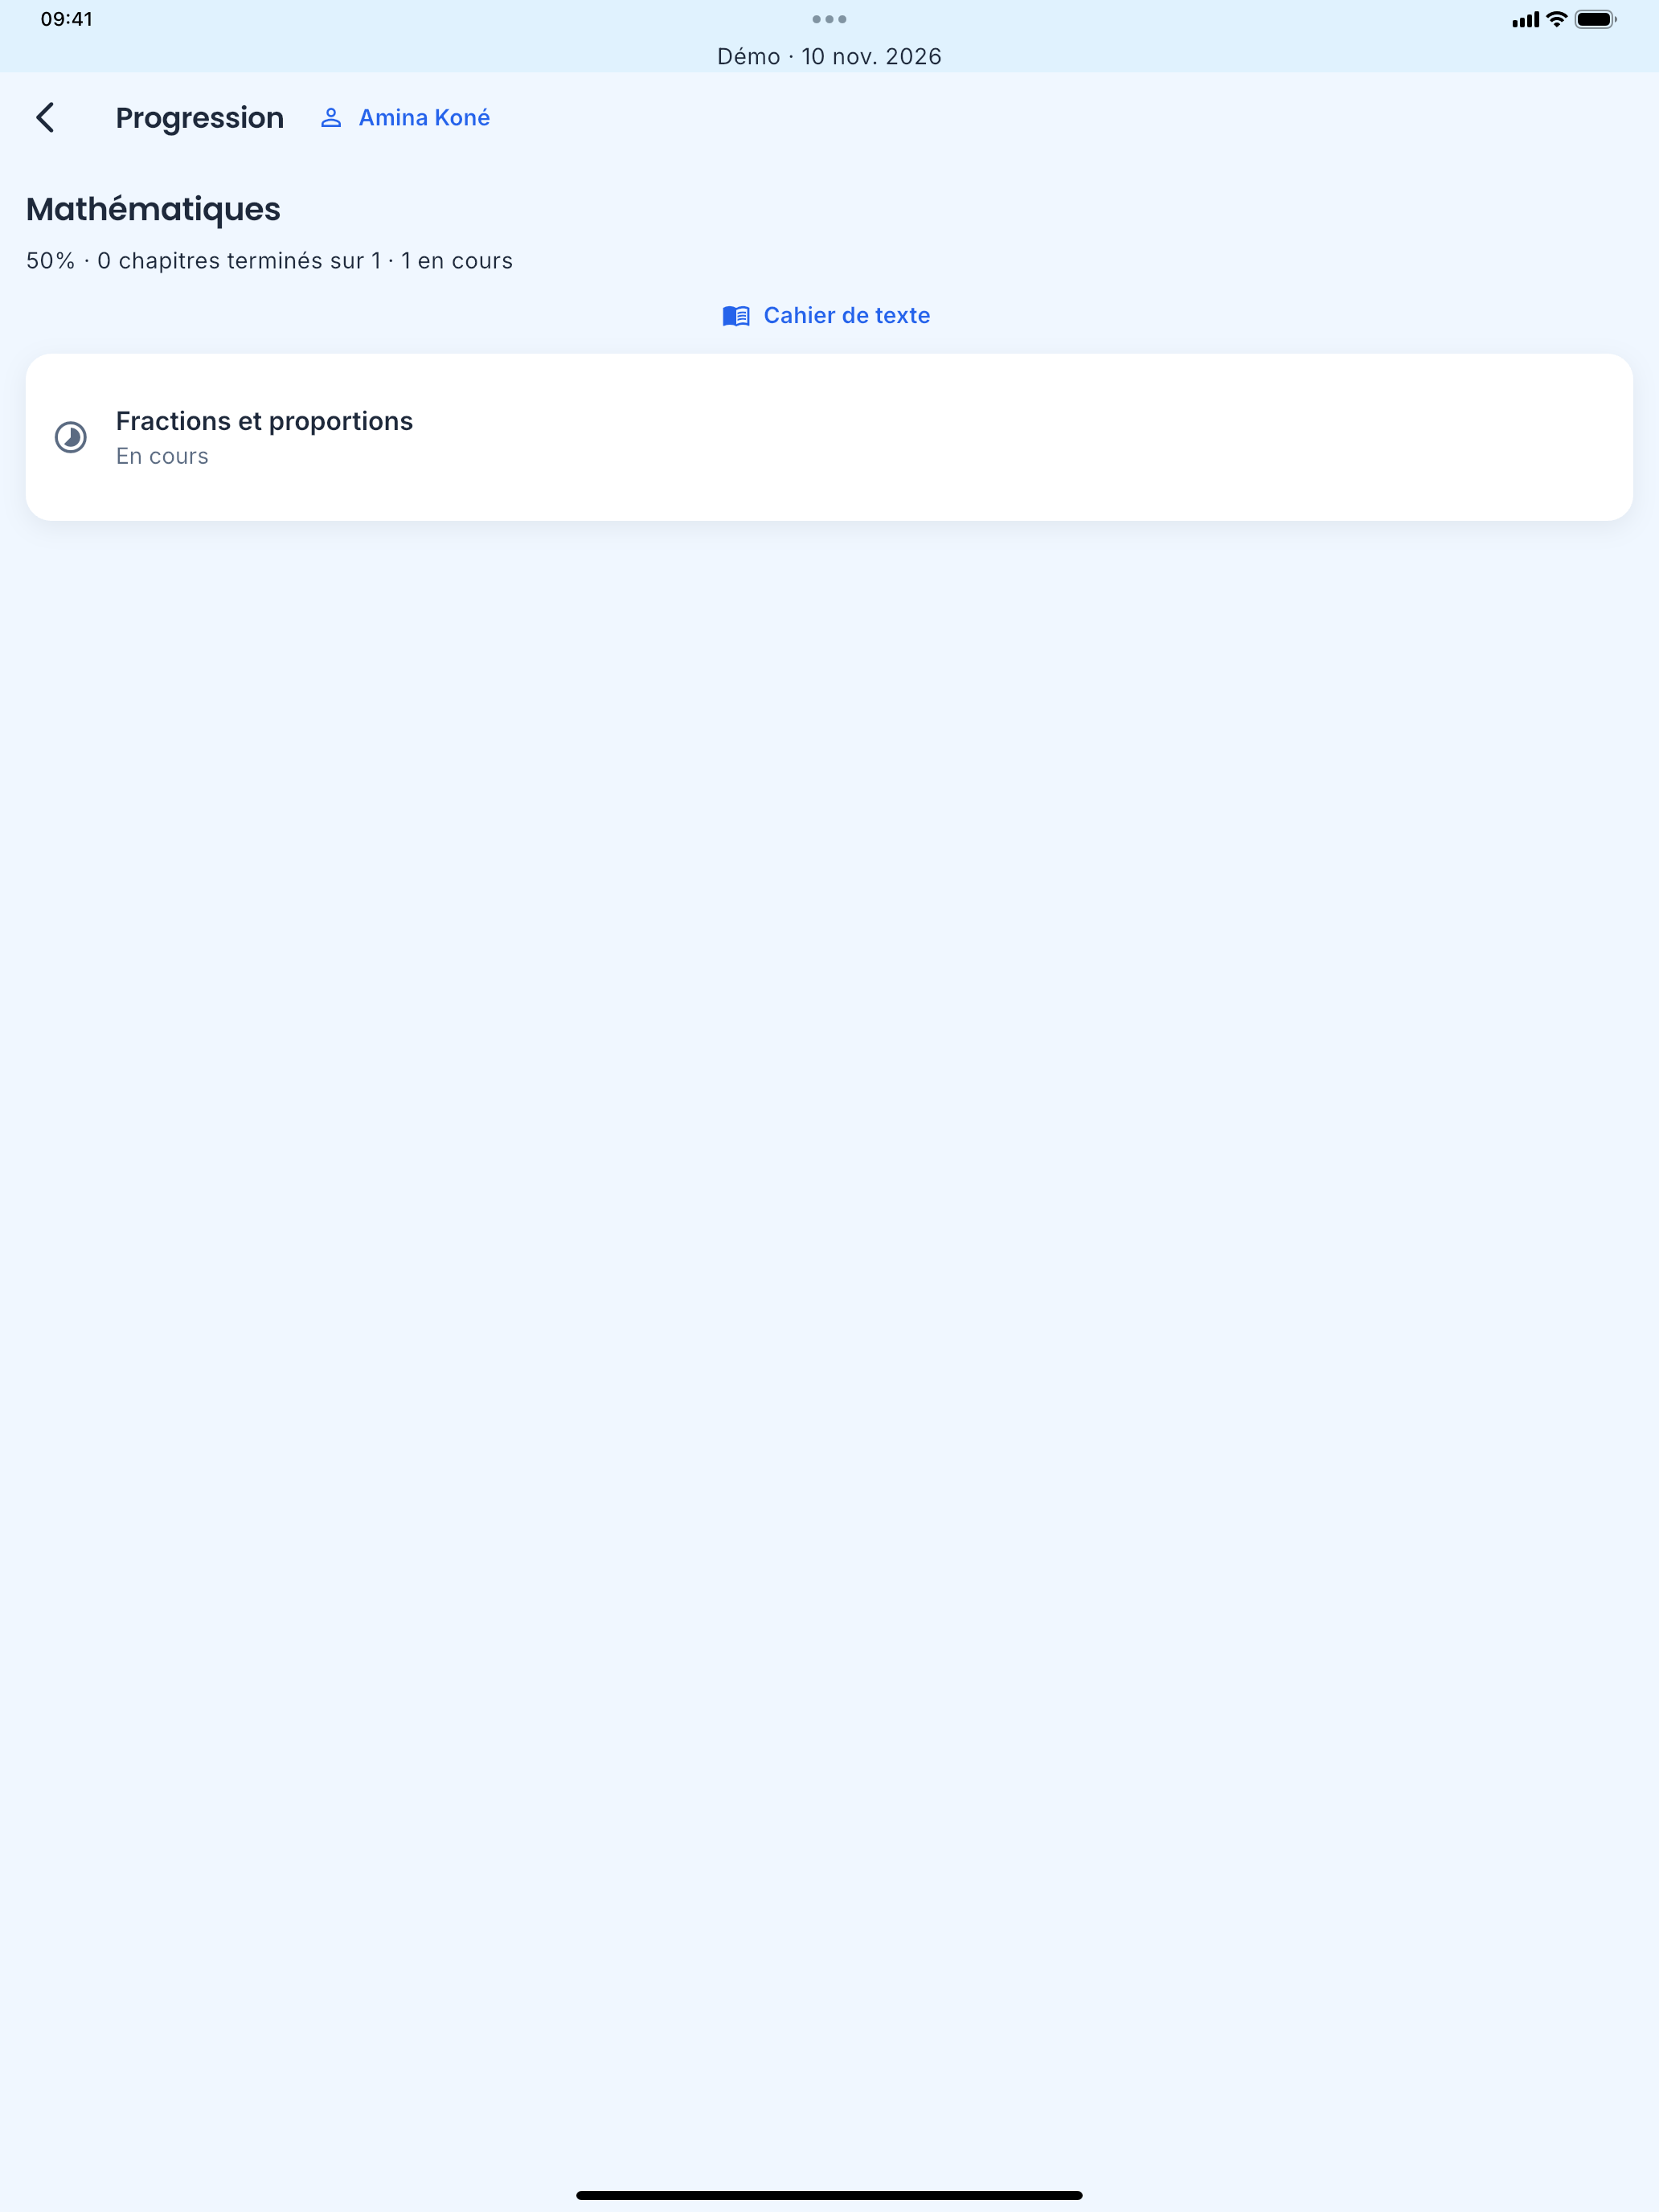 09:41
Démo · 10 nov. 2026
Progression
Amina Koné
Mathématiques
50% · 0 chapitres terminés sur 1 · 1 en cours
Cahier de texte
Fractions et proportions
En cours